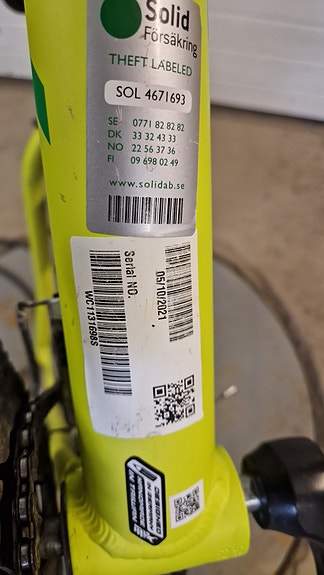 Solid
Försäkring
THEFT LABELED
SOL 4671693
SE 0771 82 82 82
DK 33 32 43 33
NO 22 56 37 36
FI 09 698 02 49
www.solidab.se
Serial NO.
WC1131698S
05/10/2021
DESIGNED